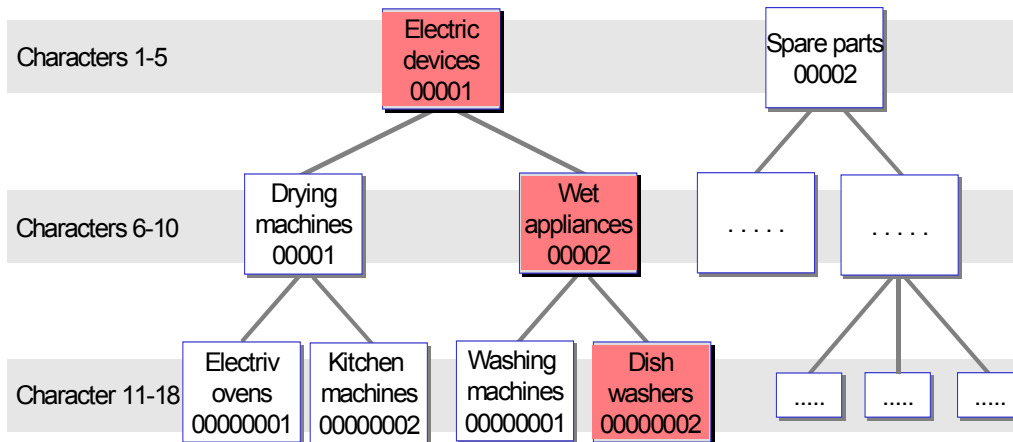 Characters 1-5
Electric
devices
00001
Spare parts
00002
Characters 6-10
Drying
machines
00001
Wet
appliances
00002
. . . . .
. . . . .
Character 11-18
Electriv
ovens
00000001
Kitchen
machines
00000002
Washing
machines
00000001
Dish
washers
00000002
.....
.....
.....